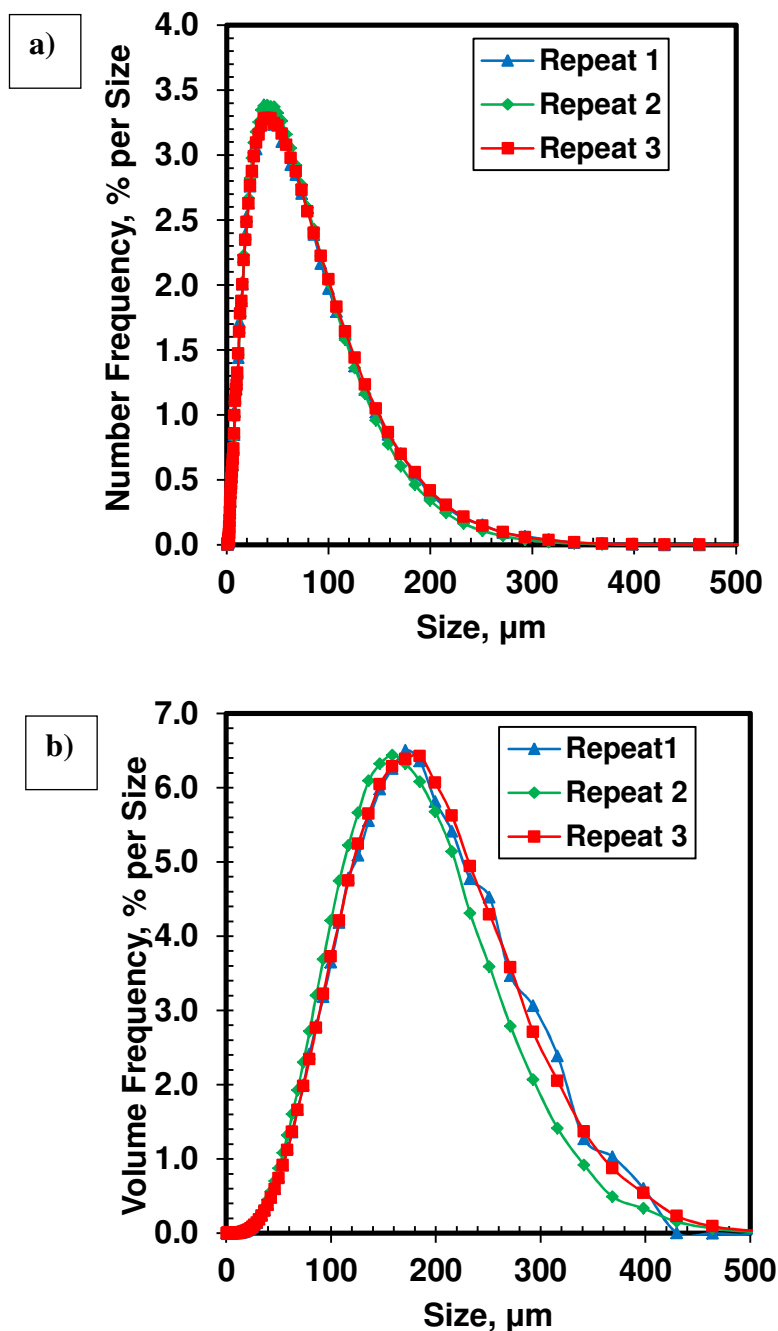 a)
4.0
3.5
3.0
2.5
2.0
1.5
1.0
0.5
0.0
Number Frequency, % per Size
Repeat 1
Repeat 2
Repeat 3
0 100 200 300 400 500
Size, µm
b)
7.0
6.0
5.0
4.0
3.0
2.0
1.0
0.0
Volume Frequency, % per Size
Repeat1
Repeat 2
Repeat 3
0 100 200 300 400 500
Size, µm